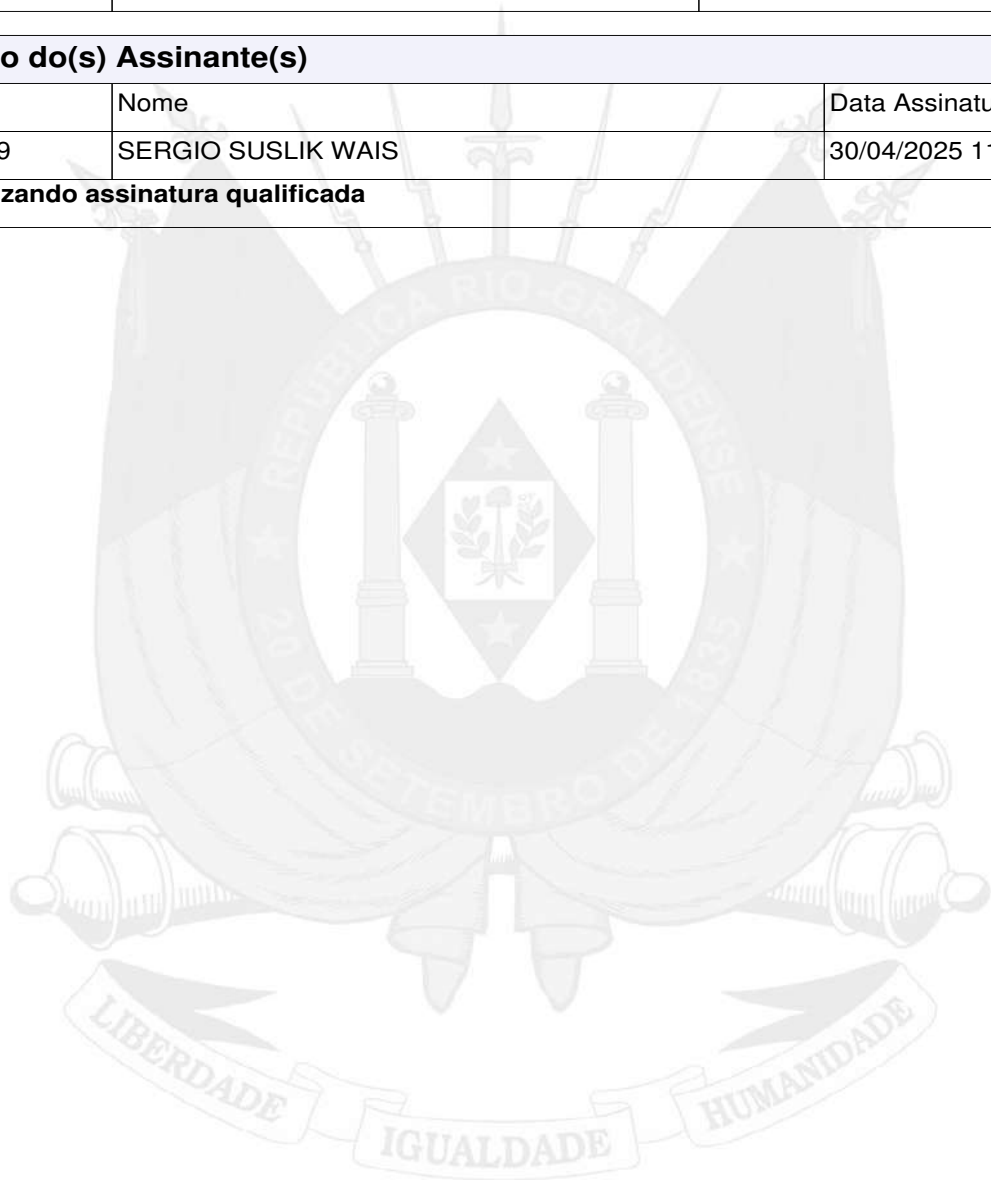 o do(s) Assinante(s)
Nome
Data Assinatu
9
SERGIO SUSLIK WAIS
30/04/2025 11
zando assinatura qualificada
REPUBLICA RIO-GRANDENSE
20 DE SETEMBRO DE 1835
LIBERDADE
IGUALDADE
HUMANIDADE